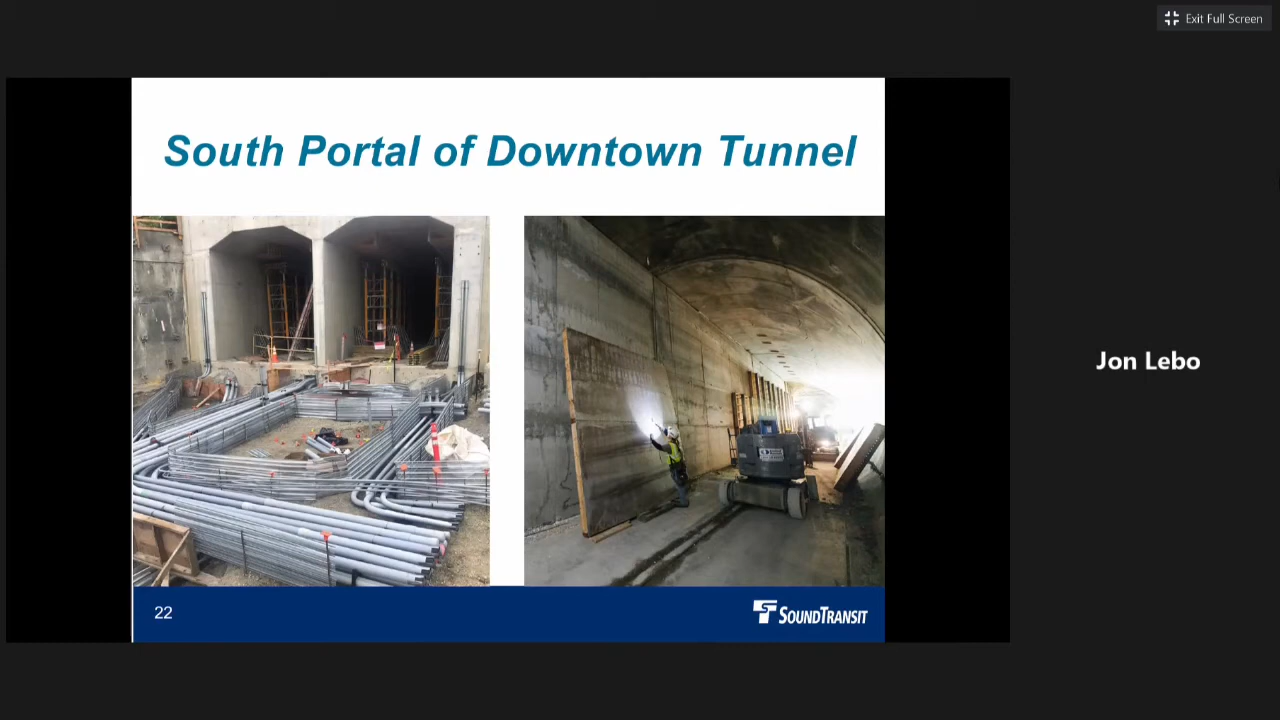 Exit Full Screen
South Portal of Downtown Tunnel
Jon Lebo
22
SOUNDTRANSIT